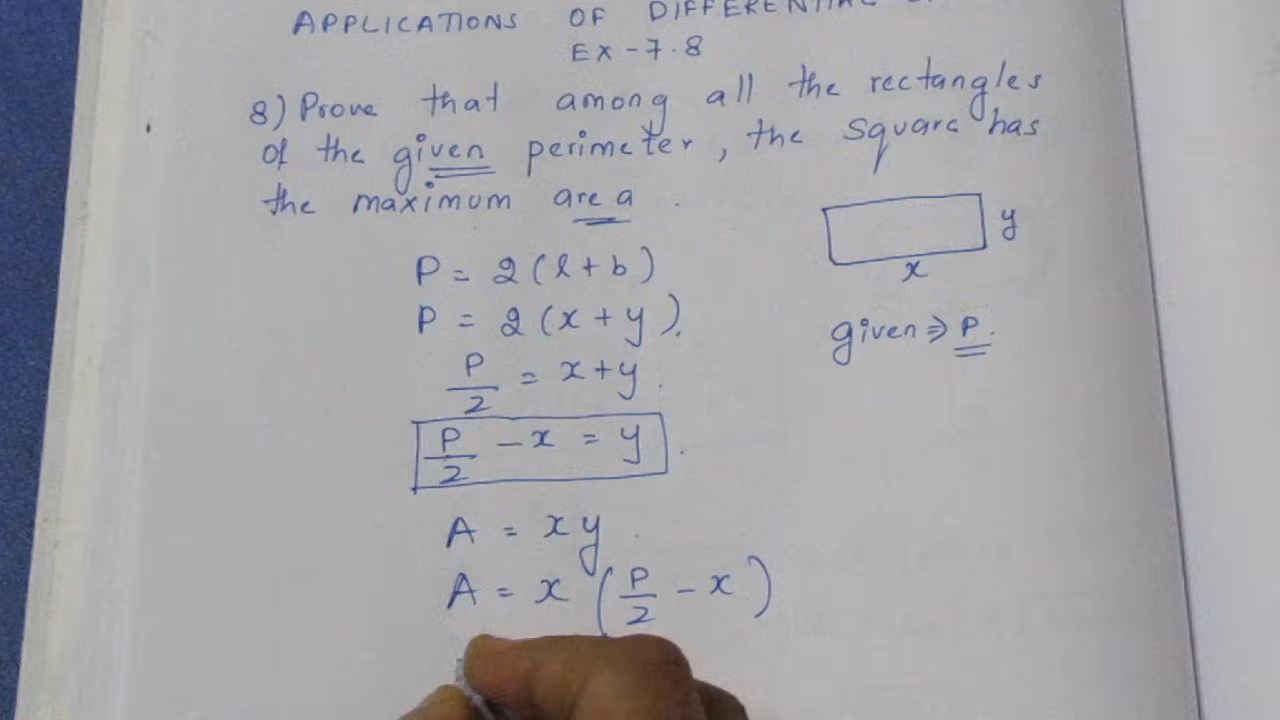 APPLICATIONS OF DIFFERENTIAL
EX - 7.8
8) Prove that among all the rectangles
of the given perimeter, the square has
the maximum area.
y
x
P = 2(l+b)
P = 2(x+y).
given ⇒ P.
P/2 = x+y.
P/2 - x = y.
A = xy.
A = x (P/2 - x)